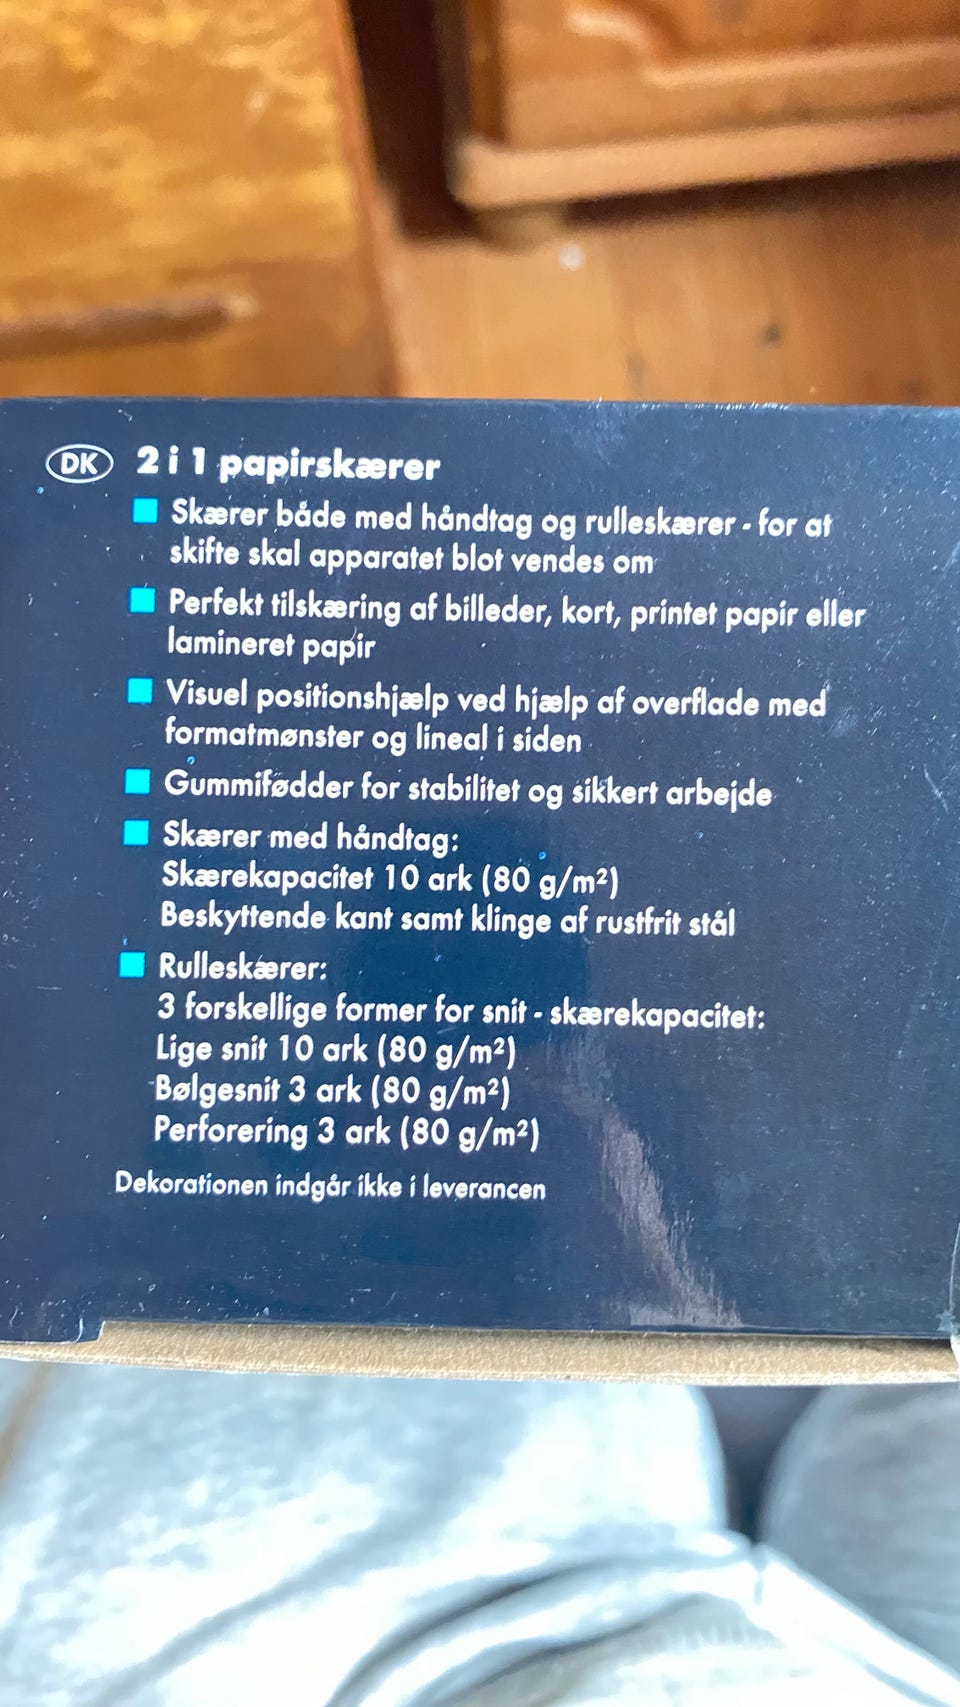 DK 2 i 1 papirskærer
Skærer både med håndtag og rulleskærer - for at
skifte skal apparatet blot vendes om
Perfekt tilskæring af billeder, kort, printet papir eller
lamineret papir
Visuel positionshjælp ved hjælp af overflade med
formatmønster og lineal i siden
Gummifødder for stabilitet og sikkert arbejde
Skærer med håndtag:
Skærekapacitet 10 ark (80 g/m²)
Beskyttende kant samt klinge af rustfrit stål
Rulleskærer:
3 forskellige former for snit - skærekapacitet:
Lige snit 10 ark (80 g/m²)
Bølgesnit 3 ark (80 g/m²)
Perforering 3 ark (80 g/m²)
Dekorationen indgår ikke i leverancen